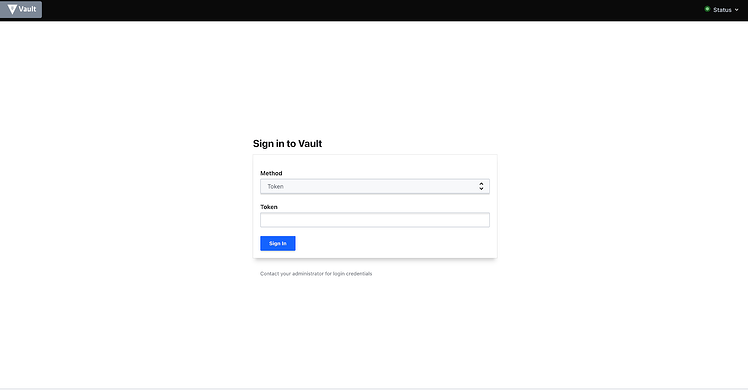 Vault
Status
Sign in to Vault
Method
Token
Token
Sign In
Contact your administrator for login credentials